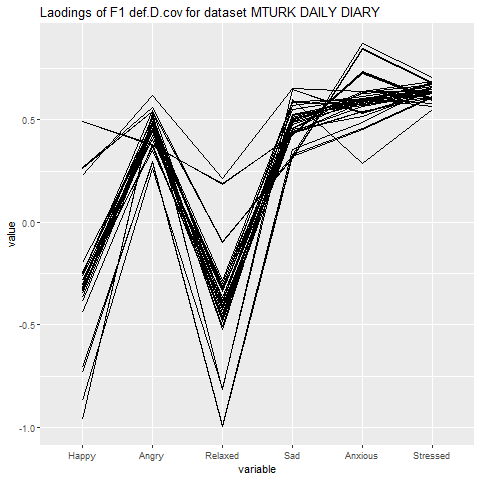 Laodings of F1 def.D.cov for dataset MTURK DAILY DIARY
value
0.5
0.0
-0.5
-1.0
Happy Angry Relaxed Sad Anxious Stressed
variable